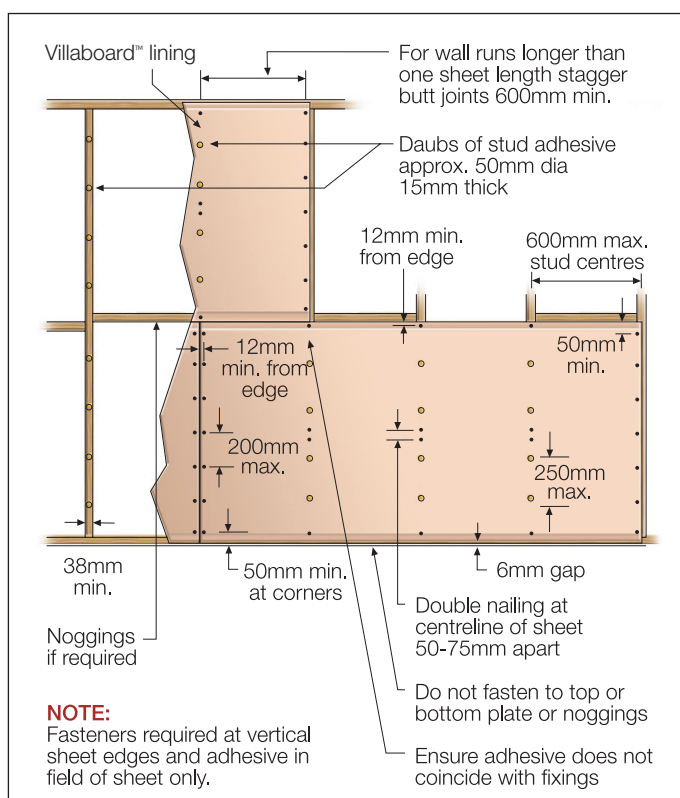 Villaboard™ lining
For wall runs longer than
one sheet length stagger
butt joints 600mm min.
Daubs of stud adhesive
approx. 50mm dia
15mm thick
12mm min.
from edge
600mm max.
stud centres
12mm
min. from
edge
50mm
min.
200mm
max.
250mm
max.
38mm
min.
50mm min.
at corners
6mm gap
Noggings
if required
Double nailing at
centreline of sheet
50-75mm apart
Do not fasten to top or
bottom plate or noggings
NOTE:
Fasteners required at vertical
sheet edges and adhesive in
field of sheet only.
Ensure adhesive does not
coincide with fixings